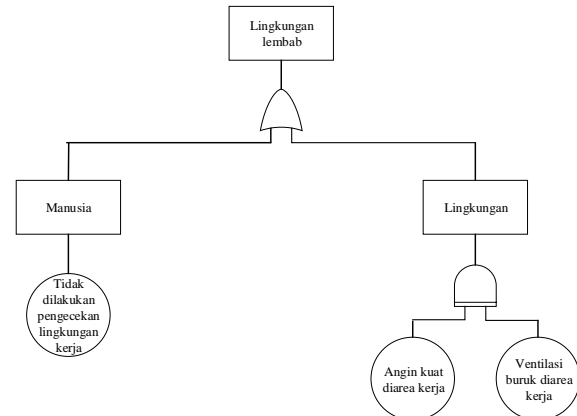 Lingkungan
lembab
Manusia
Lingkungan
Tidak
dilakukan
pengecekan
lingkungan
kerja
Angin kuat
diarea kerja
Ventilasi
buruk diarea
kerja